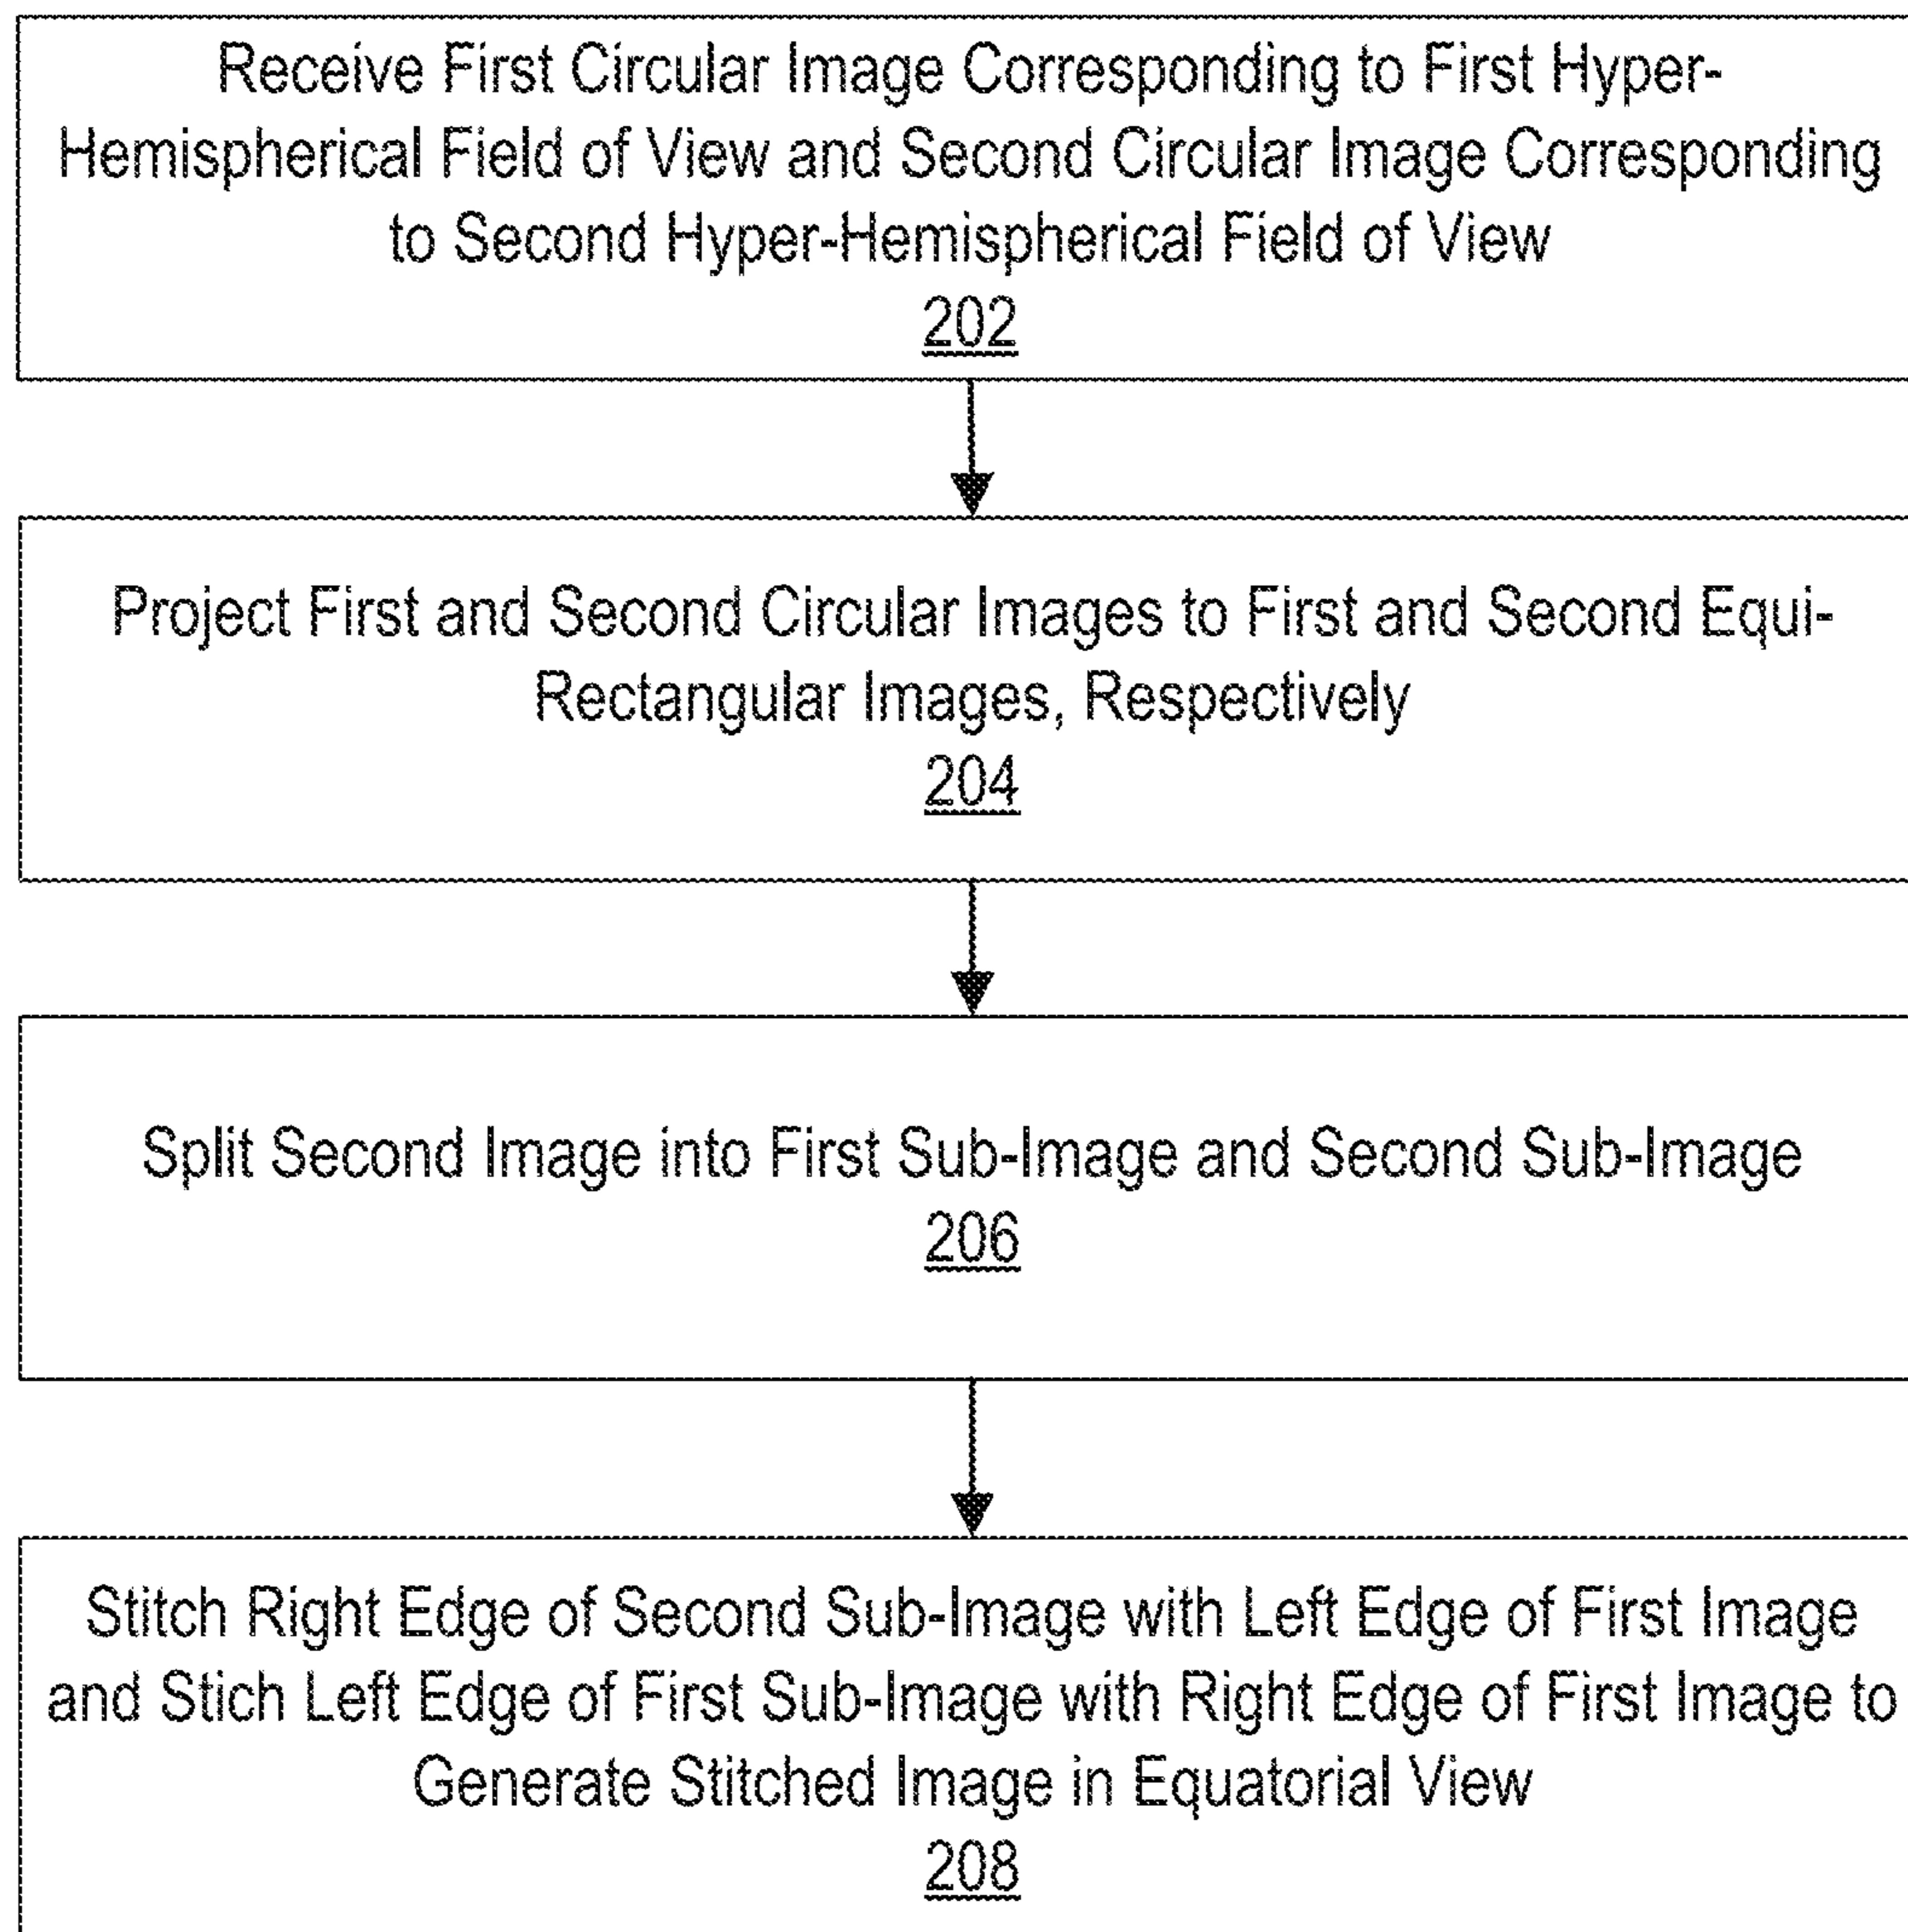 Receive First Circular Image Corresponding to First Hyper-
Hemispherical Field of View and Second Circular Image Corresponding
to Second Hyper-Hemispherical Field of View
202
Project First and Second Circular Images to First and Second Equi-
Rectangular Images, Respectively
204
Split Second Image into First Sub-Image and Second Sub-Image
206
Stitch Right Edge of Second Sub-Image with Left Edge of First Image
and Stich Left Edge of First Sub-Image with Right Edge of First Image to
Generate Stitched Image in Equatorial View
208